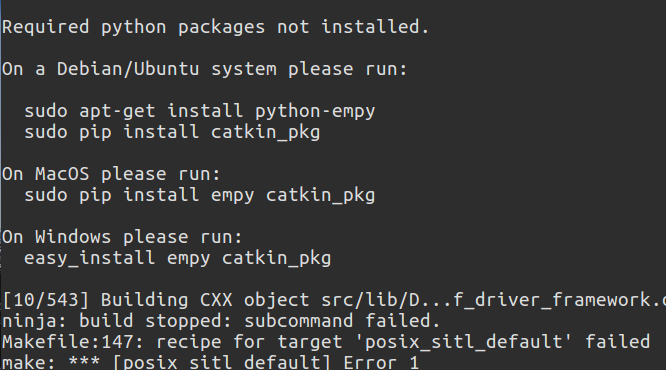 Required python packages not installed.
On a Debian/Ubuntu system please run:
sudo apt-get install python-empy
sudo pip install catkin_pkg
On MacOS please run:
sudo pip install empy catkin_pkg
On Windows please run:
easy_install empy catkin_pkg
[10/543] Building CXX object src/lib/D...f_driver_framework.
ninja: build stopped: subcommand failed.
Makefile:147: recipe for target 'posix_sitl_default' failed
make: *** [posix_sitl_default] Error 1